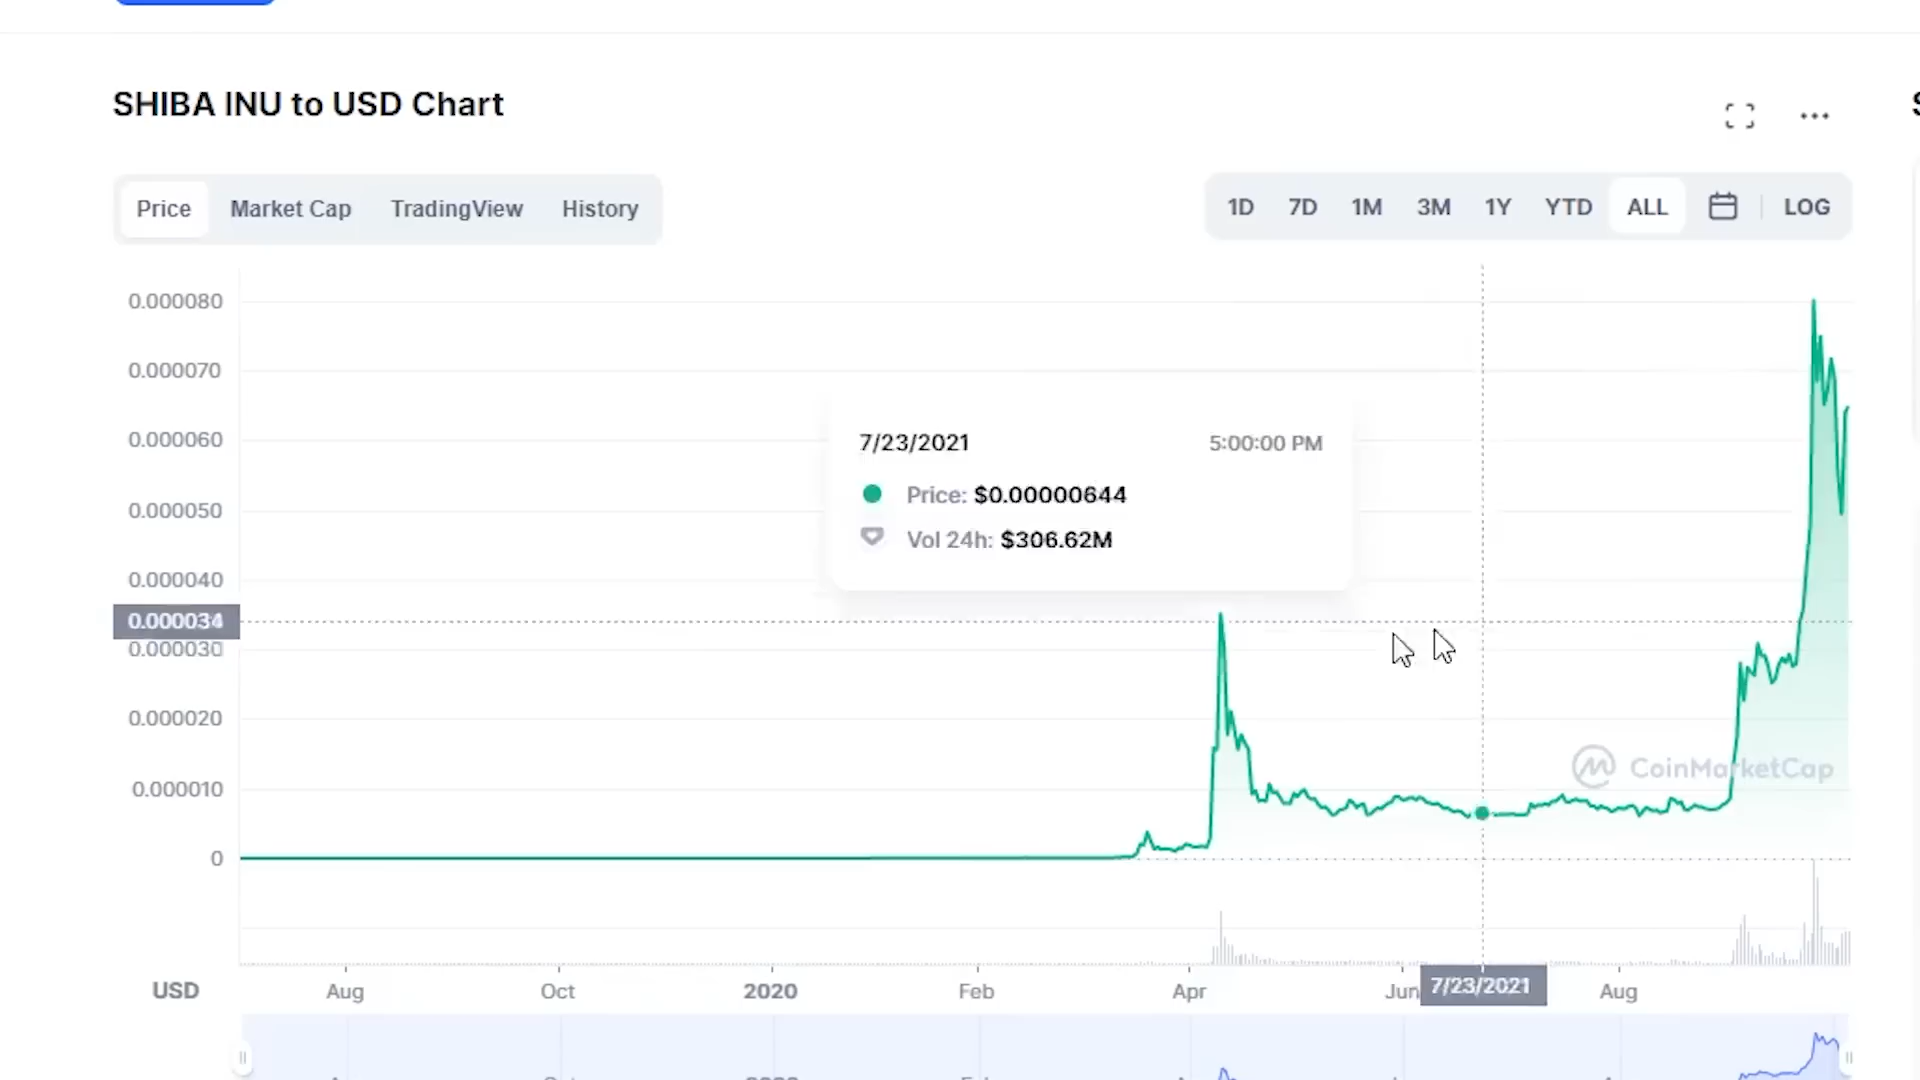 SHIBA INU to USD Chart
Price Market Cap TradingView History
1D 7D 1M 3M 1Y YTD ALL LOG
0.000080
0.000070
0.000060
0.000050
0.000040
0.000034
0.000030
0.000020
0.000010
0
7/23/2021 5:00:00 PM
Price: $0.00000644
Vol 24h: $306.62M
CoinMarketCap
USD Aug Oct 2020 Feb Apr Jun 7/23/2021 Aug